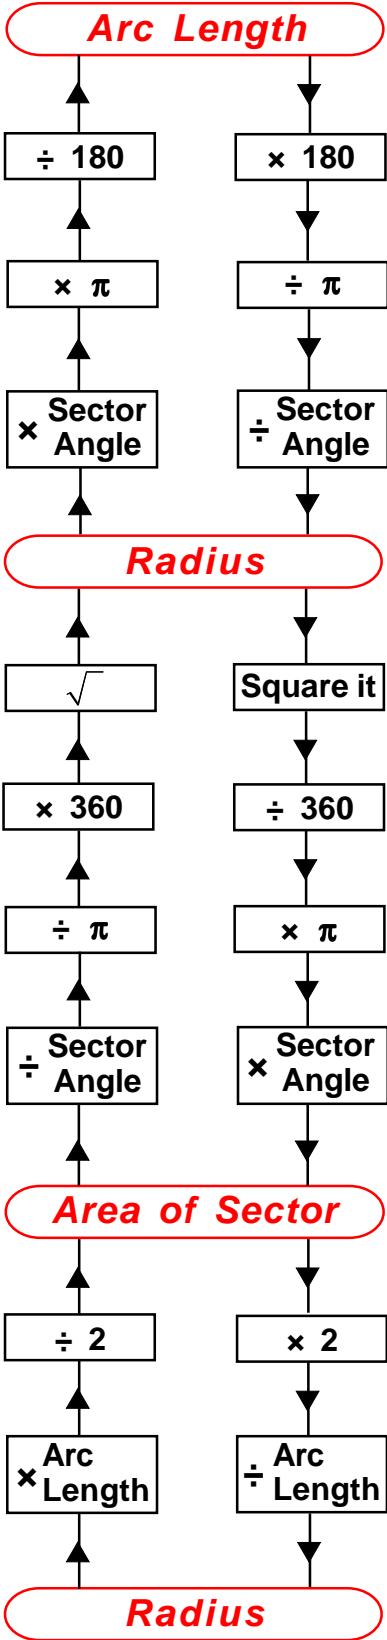 Arc Length
÷ 180
× 180
× π
÷ π
× Sector
Angle
÷ Sector
Angle
Radius
√
Square it
× 360
÷ 360
÷ π
× π
÷ Sector
Angle
× Sector
Angle
Area of Sector
÷ 2
× 2
× Arc
Length
÷ Arc
Length
Radius